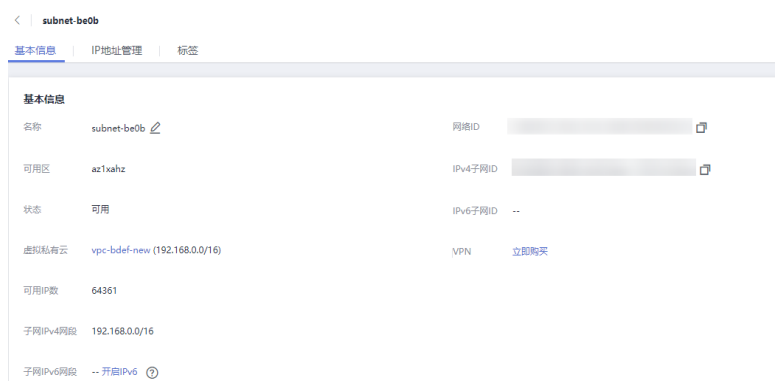 subnet-be0b
基本信息 IP地址管理 标签
基本信息
名称 subnet-be0b 网络ID
可用区 az1xahz IPv4子网ID
状态 可用 IPv6子网ID --
虚拟私有云 vpc-bdef-new (192.168.0.0/16) VPN 立即购买
可用IP数 64361
子网IPv4网段 192.168.0.0/16
子网IPv6网段 -- 开启IPv6